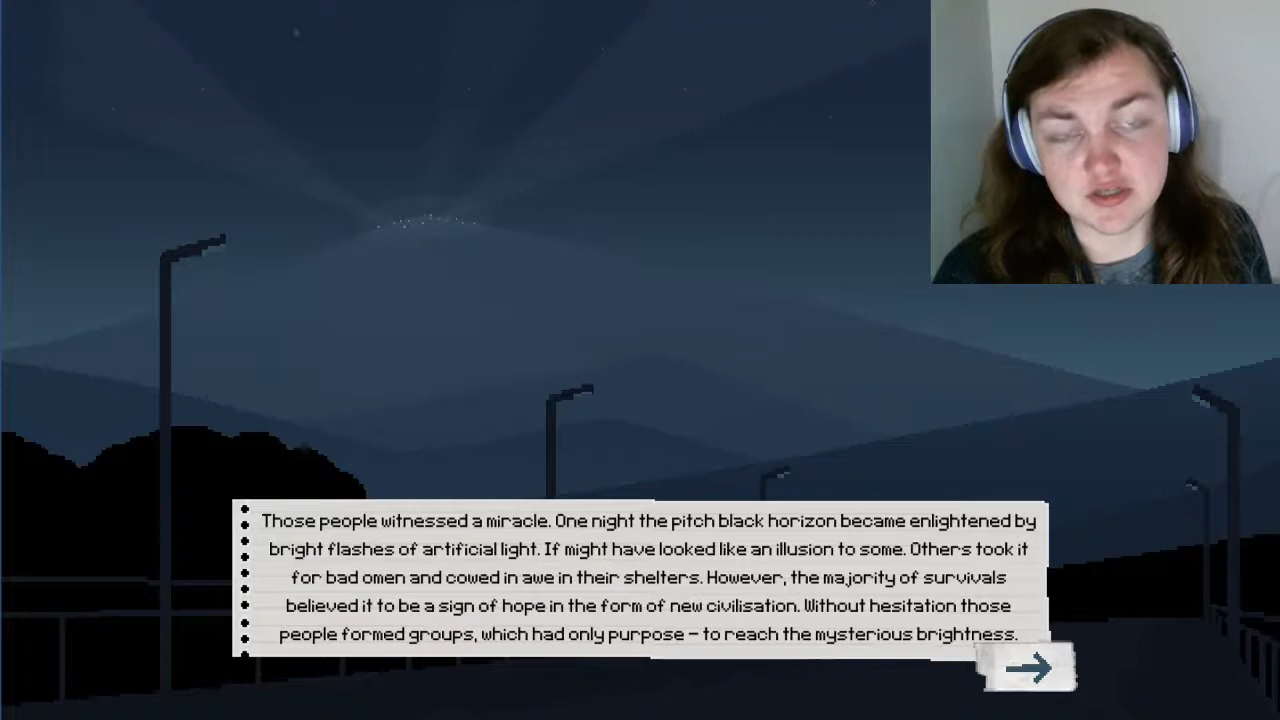 Those people witnessed a miracle. One night the pitch black horizon became enlightened by
bright flashes of artificial light. If might have looked like an illusion to some. Others took it
for bad omen and cowed in awe in their shelters. However, the majority of survivals
believed it to be a sign of hope in the form of new civilisation. Without hesitation those
people formed groups, which had only purpose – to reach the mysterious brightness.